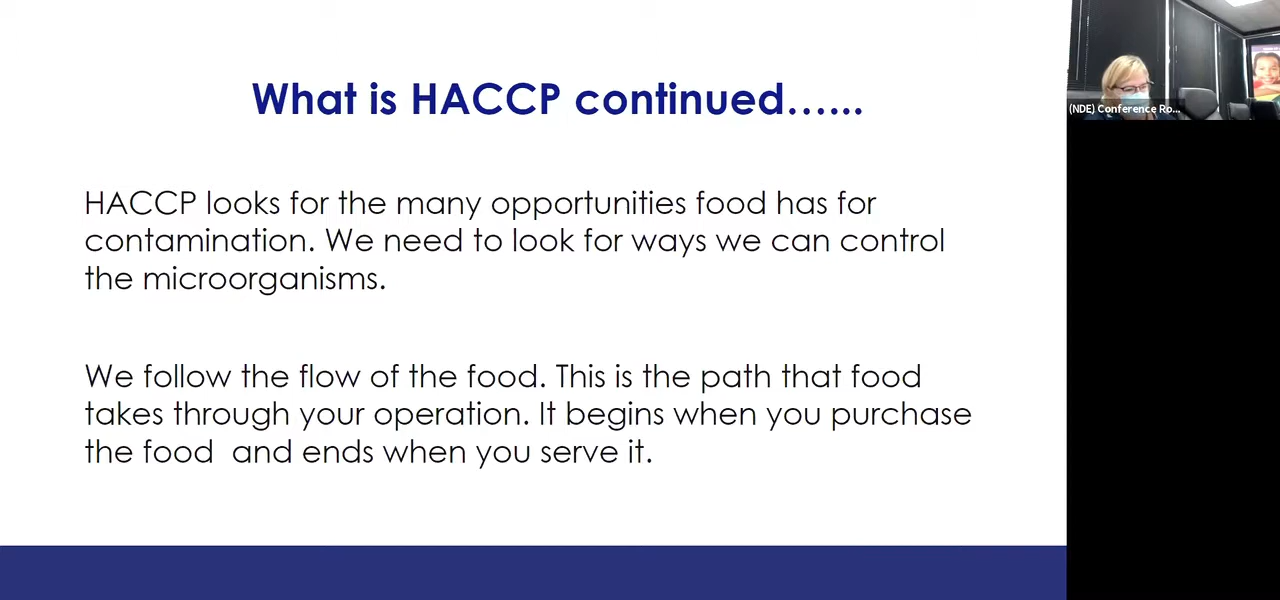 What is HACCP continued…...
HACCP looks for the many opportunities food has for
contamination. We need to look for ways we can control
the microorganisms.
We follow the flow of the food. This is the path that food
takes through your operation. It begins when you purchase
the food  and ends when you serve it.
(NDE) Conference Ro...